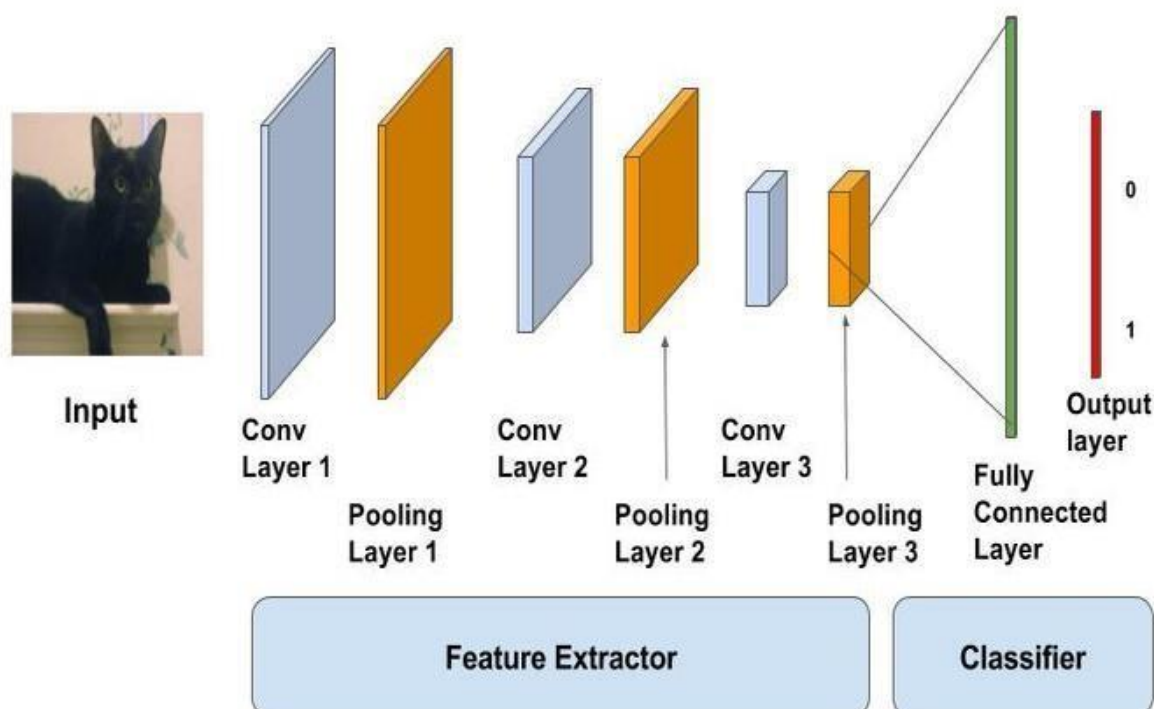 Input
Conv
Layer 1
Pooling
Layer 1
Conv
Layer 2
Pooling
Layer 2
Conv
Layer 3
Pooling
Layer 3
Fully
Connected
Layer
0
1
Output
layer
Feature Extractor
Classifier